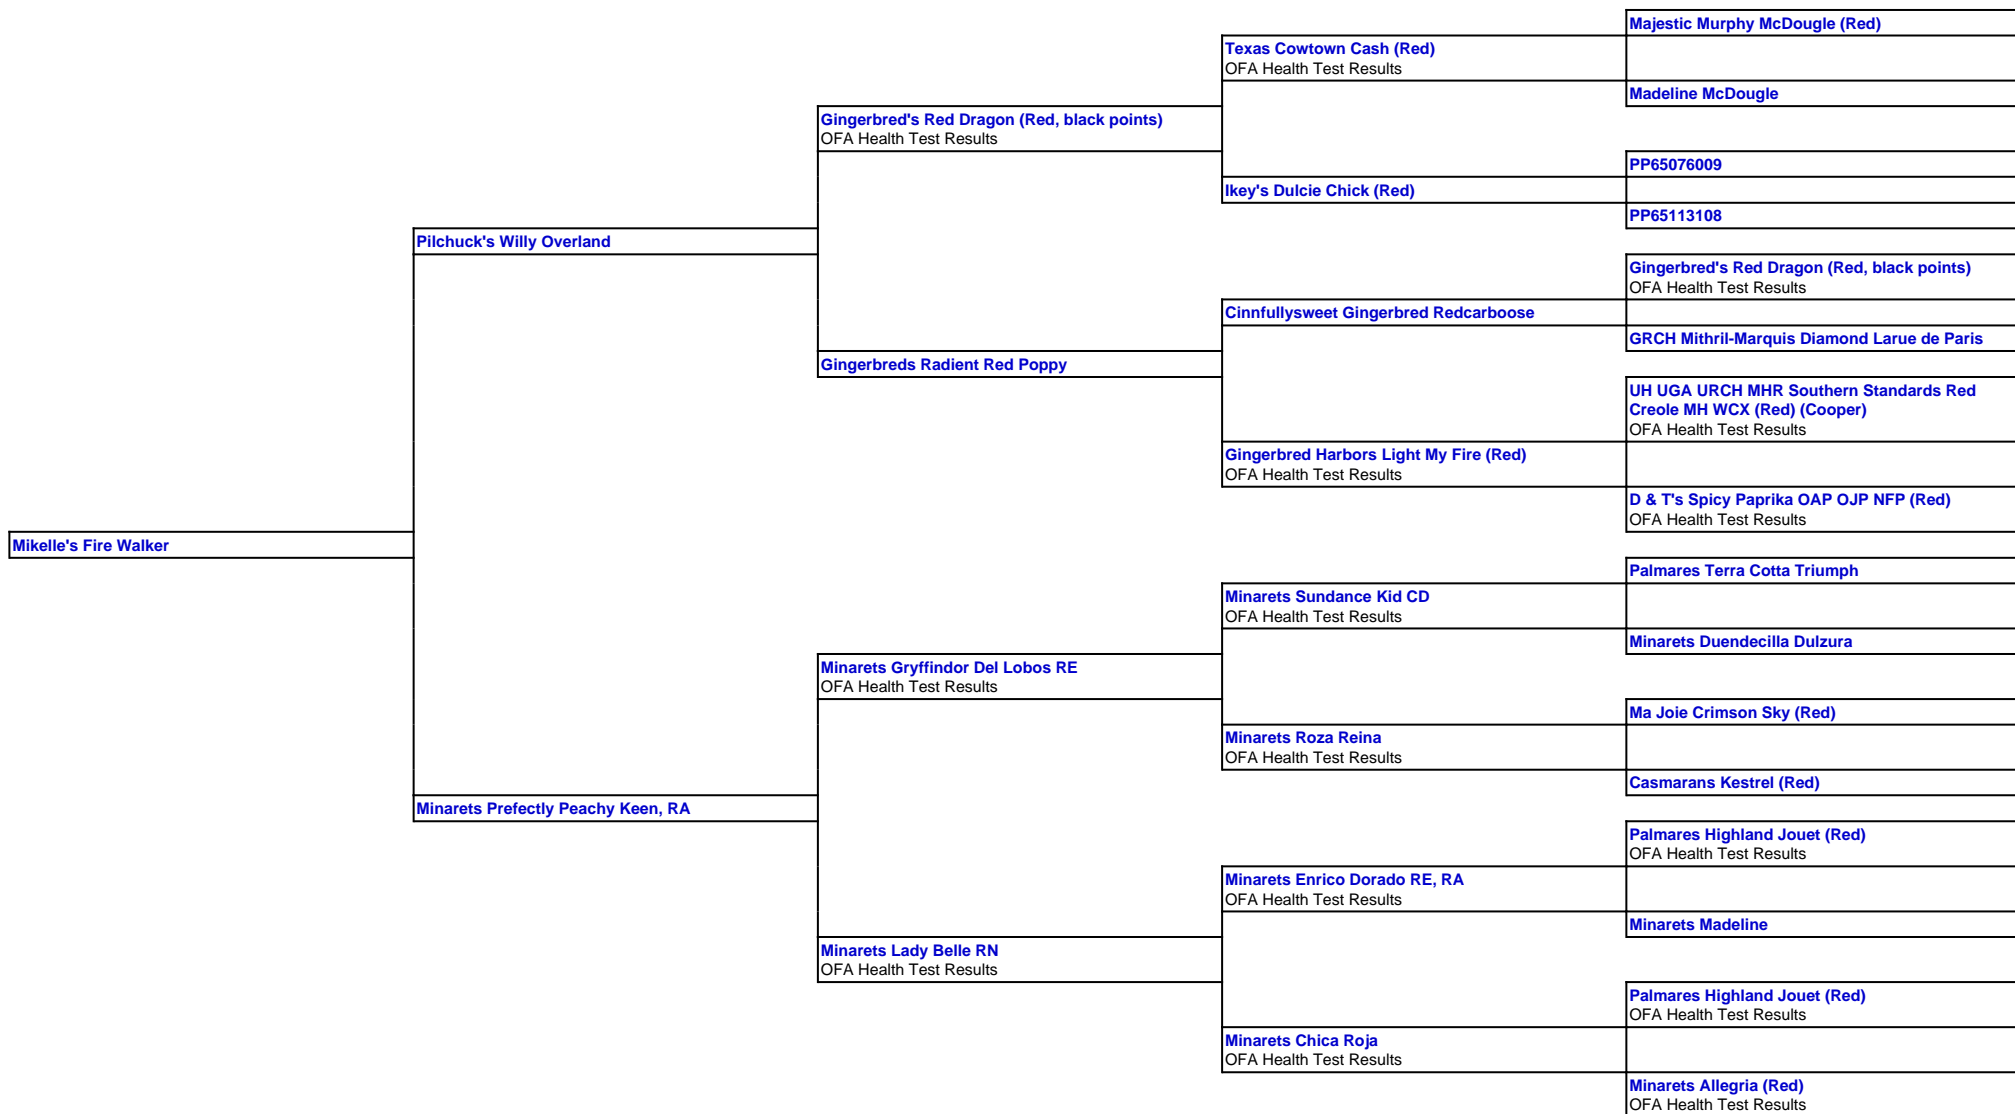 Majestic Murphy McDougle (Red)
Texas Cowtown Cash (Red)
OFA Health Test Results
Madeline McDougle
Gingerbred's Red Dragon (Red, black points)
OFA Health Test Results
PP65076009
Ikey's Dulcie Chick (Red)
PP65113108
Pilchuck's Willy Overland
Gingerbred's Red Dragon (Red, black points)
OFA Health Test Results
Cinnfullysweet Gingerbred Redcarboose
GRCH Mithril-Marquis Diamond Larue de Paris
Gingerbreds Radient Red Poppy
UH UGA URCH MHR Southern Standards Red
Creole MH WCX (Red) (Cooper)
OFA Health Test Results
Gingerbred Harbors Light My Fire (Red)
OFA Health Test Results
D & T's Spicy Paprika OAP OJP NFP (Red)
OFA Health Test Results
Mikelle's Fire Walker
Palmares Terra Cotta Triumph
Minarets Sundance Kid CD
OFA Health Test Results
Minarets Duendecilla Dulzura
Minarets Gryffindor Del Lobos RE
OFA Health Test Results
Ma Joie Crimson Sky (Red)
Minarets Roza Reina
OFA Health Test Results
Casmarans Kestrel (Red)
Minarets Prefectly Peachy Keen, RA
Palmares Highland Jouet (Red)
OFA Health Test Results
Minarets Enrico Dorado RE, RA
OFA Health Test Results
Minarets Madeline
Minarets Lady Belle RN
OFA Health Test Results
Palmares Highland Jouet (Red)
OFA Health Test Results
Minarets Chica Roja
OFA Health Test Results
Minarets Allegria (Red)
OFA Health Test Results